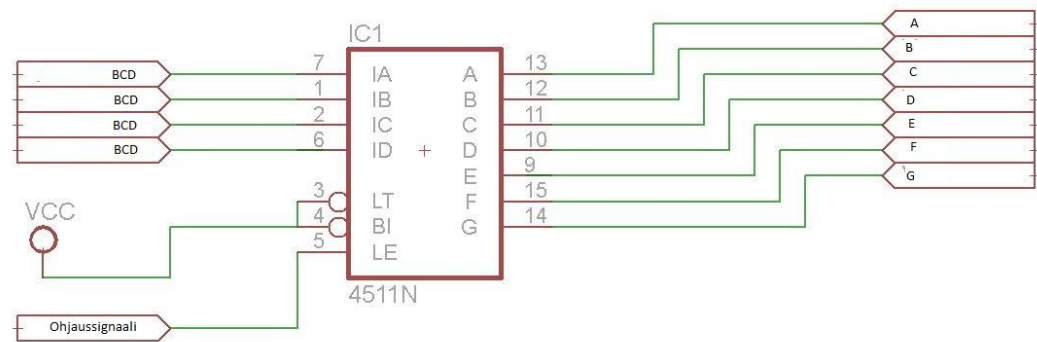 IC1
BCD 7 IA A 13 A
BCD 1 IB B 12 B
BCD 2 IC C 11 C
BCD 6 ID D 10 D
E 9 E
3 LT F 15 F
VCC 4 BI G 14 G
5 LE
4511N
Ohjaussignaali